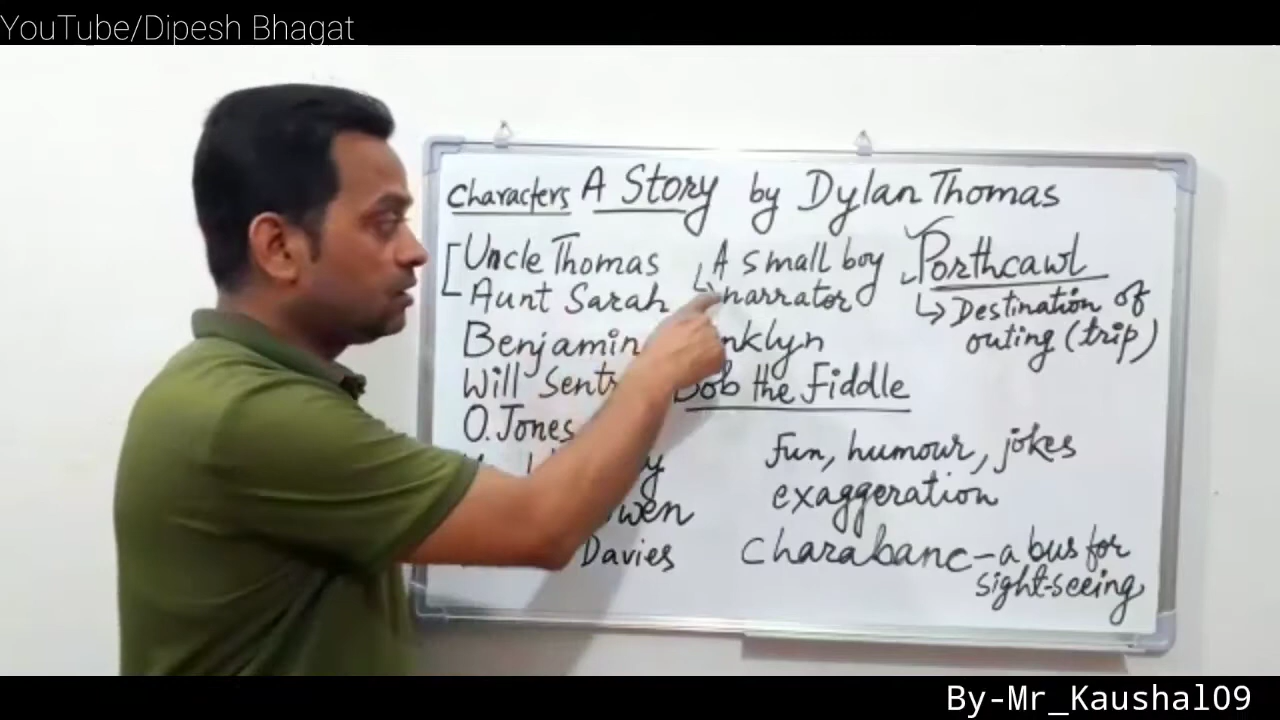 YouTube/Dipesh Bhagat
Characters A Story by Dylan Thomas
Uncle Thomas
Aunt Sarah
Benjamin
Will
O. Jones
Davies
A small boy
narrator
Bob the Fiddle
Porthcawl
Destination of
outing (trip)
Fun, humour, jokes
exaggeration
Charabanc - a bus for
sight-seeing
By-Mr_Kaushal09